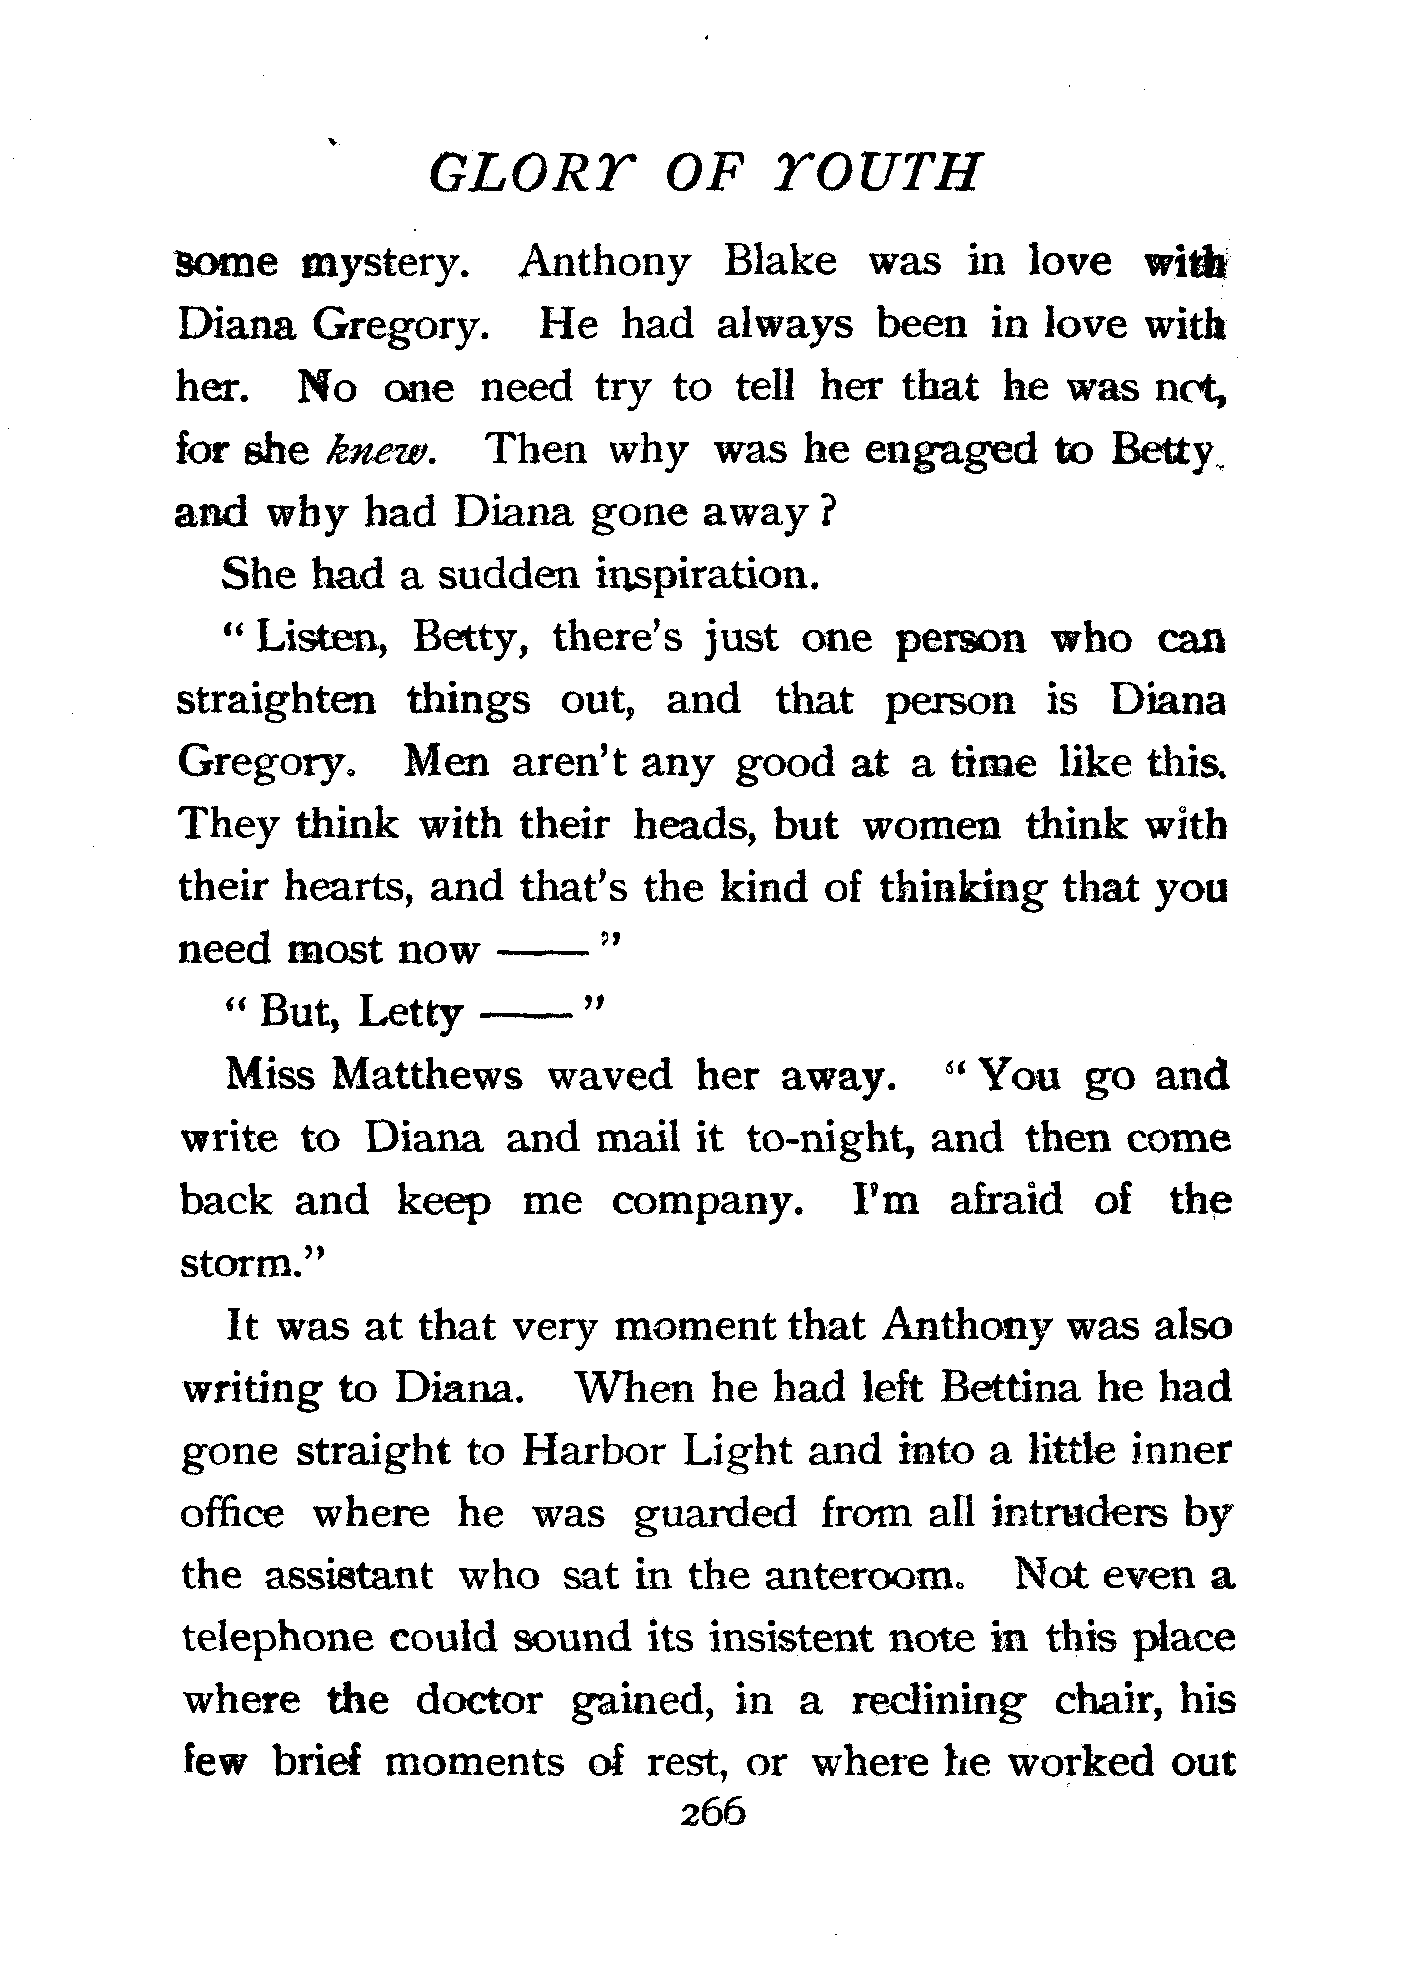 GLORY OF YOUTH
some mystery. Anthony Blake was in love with
Diana Gregory. He had always been in love with
her. No one need try to tell her that he was not,
for she knew. Then why was he engaged to Betty,
and why had Diana gone away?
She had a sudden inspiration.
“Listen, Betty, there’s just one person who can
straighten things out, and that person is Diana
Gregory. Men aren’t any good at a time like this.
They think with their heads, but women think with
their hearts, and that’s the kind of thinking that you
need most now ——”
“But, Letty ——”
Miss Matthews waved her away. “You go and
write to Diana and mail it to-night, and then come
back and keep me company. I’m afraid of the
storm.”
It was at that very moment that Anthony was also
writing to Diana. When he had left Bettina he had
gone straight to Harbor Light and into a little inner
office where he was guarded from all intruders by
the assistant who sat in the anteroom. Not even a
telephone could sound its insistent note in this place
where the doctor gained, in a reclining chair, his
few brief moments of rest, or where he worked out
266